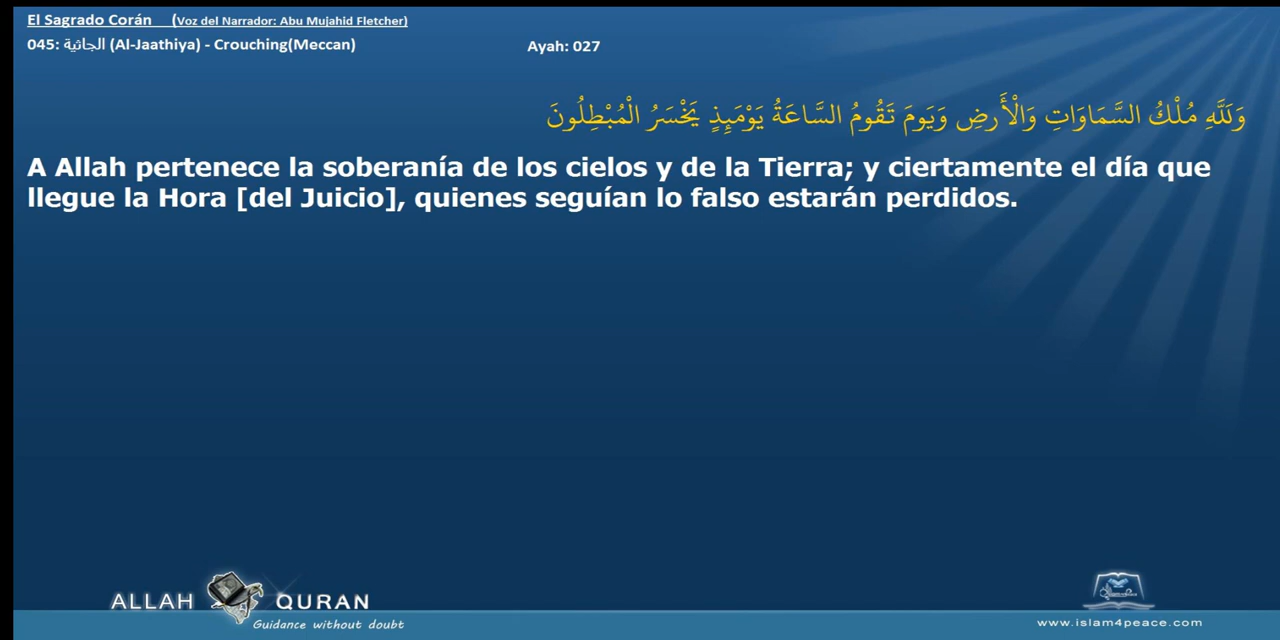 El Sagrado Corán (Voz del Narrador: Abu Mujahid Fletcher)
045: الجاثية (Al-Jaathiya) - Crouching(Meccan) Ayah: 027
وَلَلَّهِ مُلْكُ السَّمَاوَاتِ وَالْأَرضِ وَيَومَ تَقُومُ السَّاعَةُ يَوْمَئِذٍ يَخْسَرُ الْمُبْطِلُونَ
A Allah pertenece la soberanía de los cielos y de la Tierra; y ciertamente el día que
llegue la Hora [del Juicio], quienes seguían lo falso estarán perdidos.
ALLAH QURAN
Guidance without doubt
www.islam4peace.com